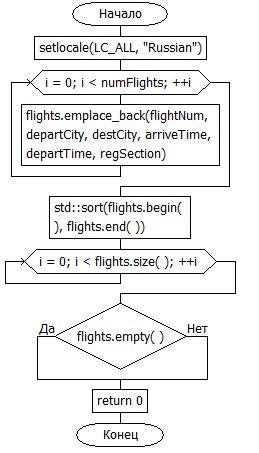 Начало
setlocale(LC_ALL, "Russian")
i = 0; i < numFlights; ++i
flights.emplace_back(flightNum,
departCity, destCity, arriveTime,
departTime, regSection)
std::sort(flights.begin(
), flights.end( ))
i = 0; i < flights.size( ); ++i
Да
Нет
flights.empty( )
return 0
Конец